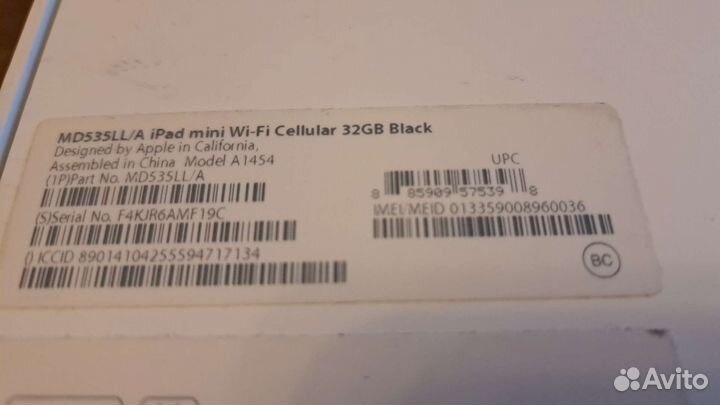 MD535LL/A iPad mini Wi-Fi Cellular 32GB Black
Designed by Apple in California,
Assembled in China Model A1454
(1P)Part No. MD535LL/A
(S)Serial No. F4KJR6AMF19C
() ICCID 89014104255594717134
UPC
8 85909 57539 8
IMEI/MEID 013359008960036
BC
Avito